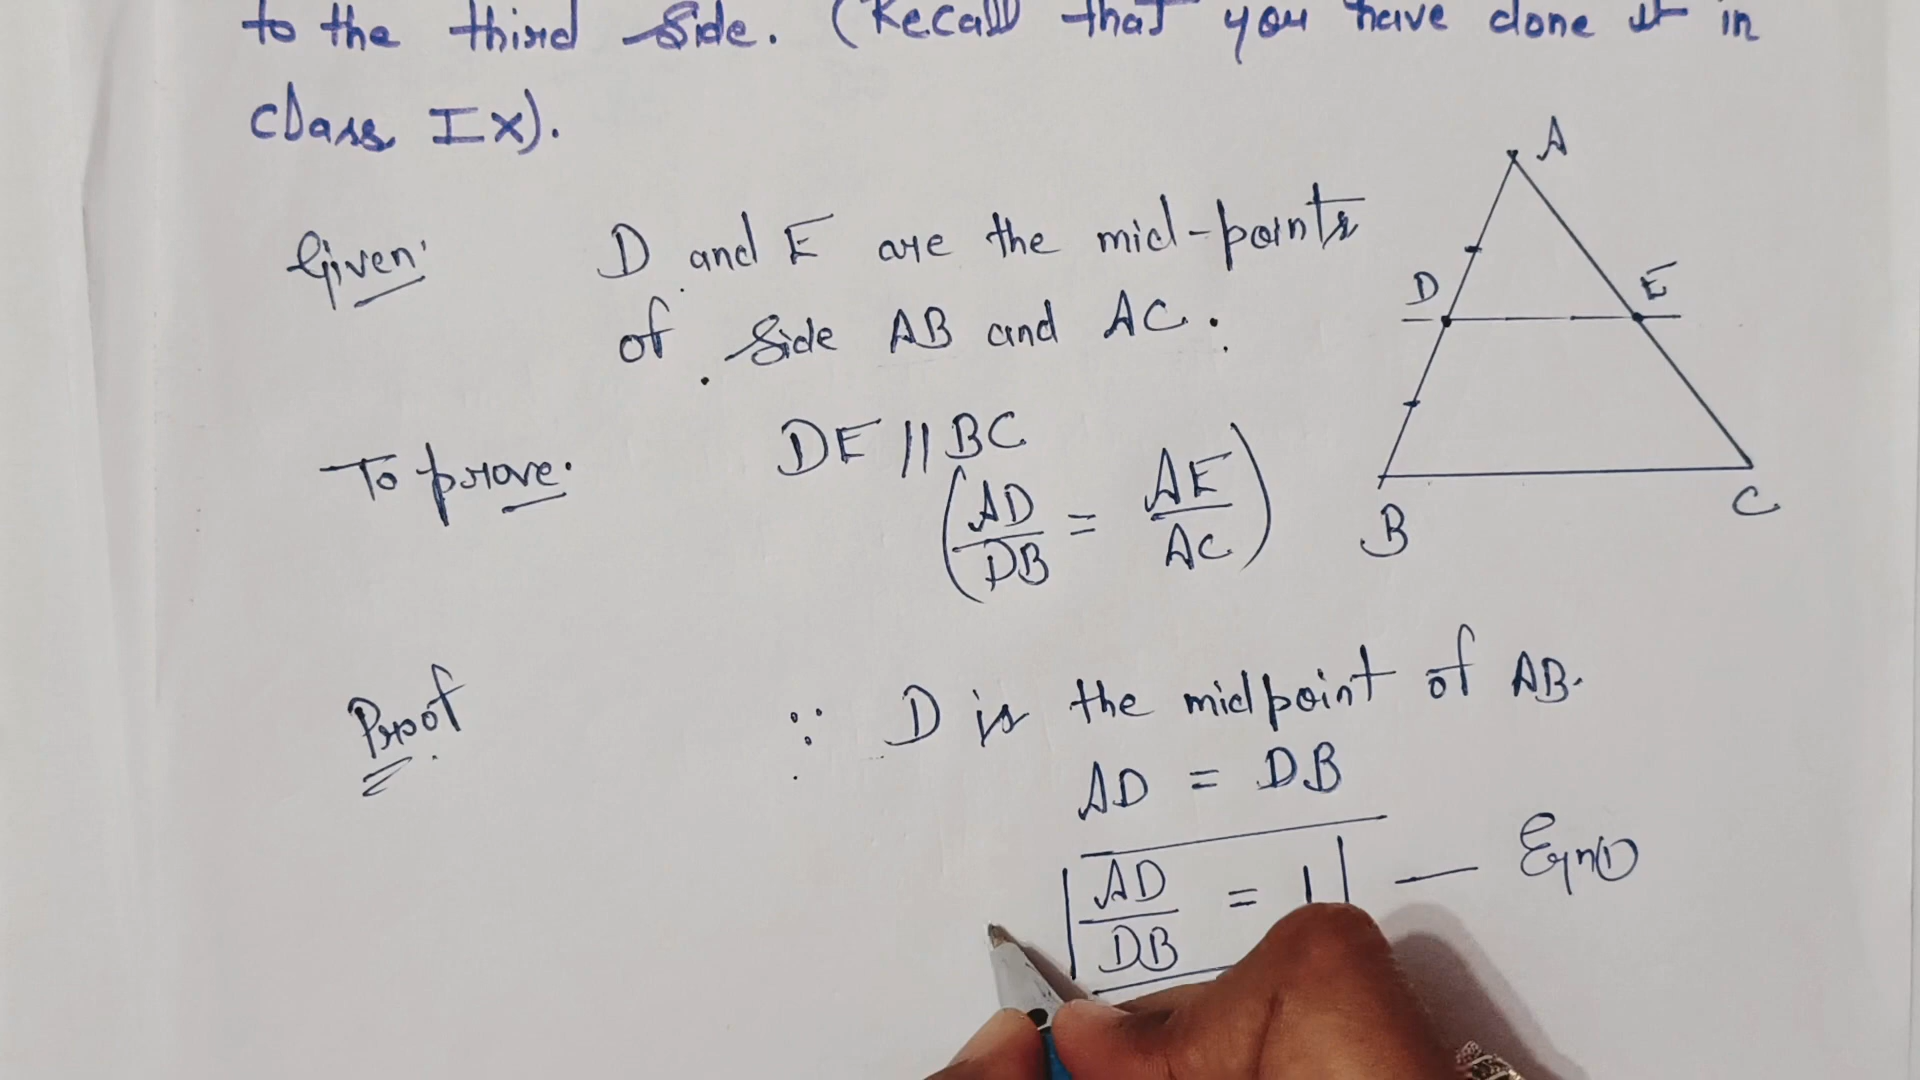 to the third side. (Recall that you have done it in
class IX).
A
Given:
D and E are the mid-points
of side AB and AC.
D
E
To prove:
DE || BC
(AD/DB = AE/AC)
B
C
Proof
∵ D is the midpoint of AB.
AD = DB
AD/DB = 1 — Eqn①